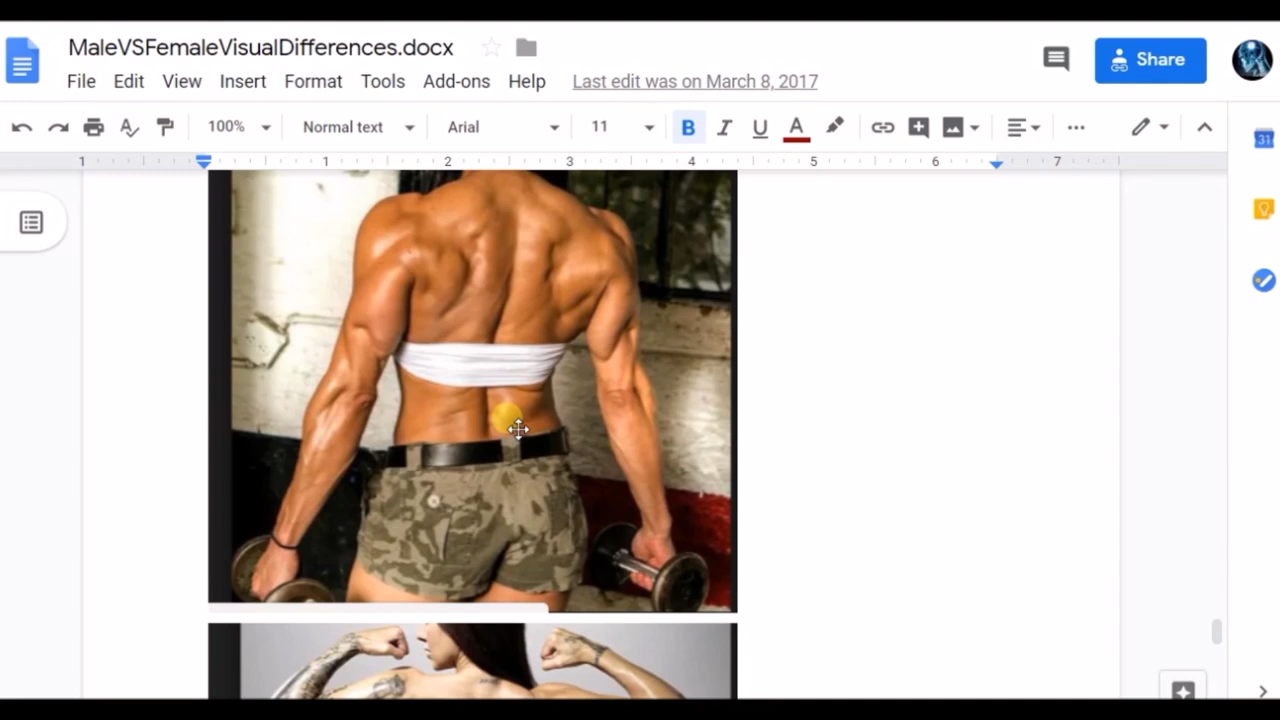 MaleVSFemaleVisualDifferences.docx
Share
File Edit View Insert Format Tools Add-ons Help Last edit was on March 8, 2017
100% Normal text Arial 11 B I U A
1 1 2 3 4 5 6 7
31